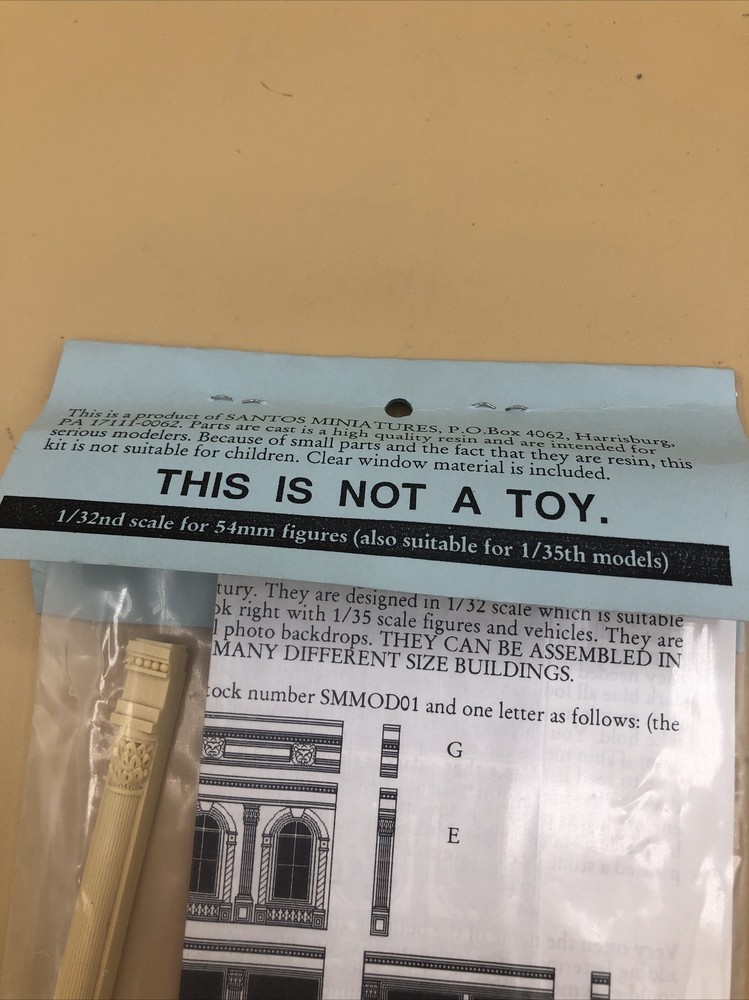 This is a product of SANTOS MINIATURES, P.O.Box 4062, Harrisburg,
PA 17111-0062. Parts are cast is a high quality resin and are intended for
serious modelers. Because of small parts and the fact that they are resin, this
kit is not suitable for children. Clear window material is included.
THIS IS NOT A TOY.
1/32nd scale for 54mm figures (also suitable for 1/35th models)
tury. They are designed in 1/32 scale which is suitable
ok right with 1/35 scale figures and vehicles. They are
l photo backdrops. THEY CAN BE ASSEMBLED IN
MANY DIFFERENT SIZE BUILDINGS.
tock number SMMOD01 and one letter as follows: (the
G
E